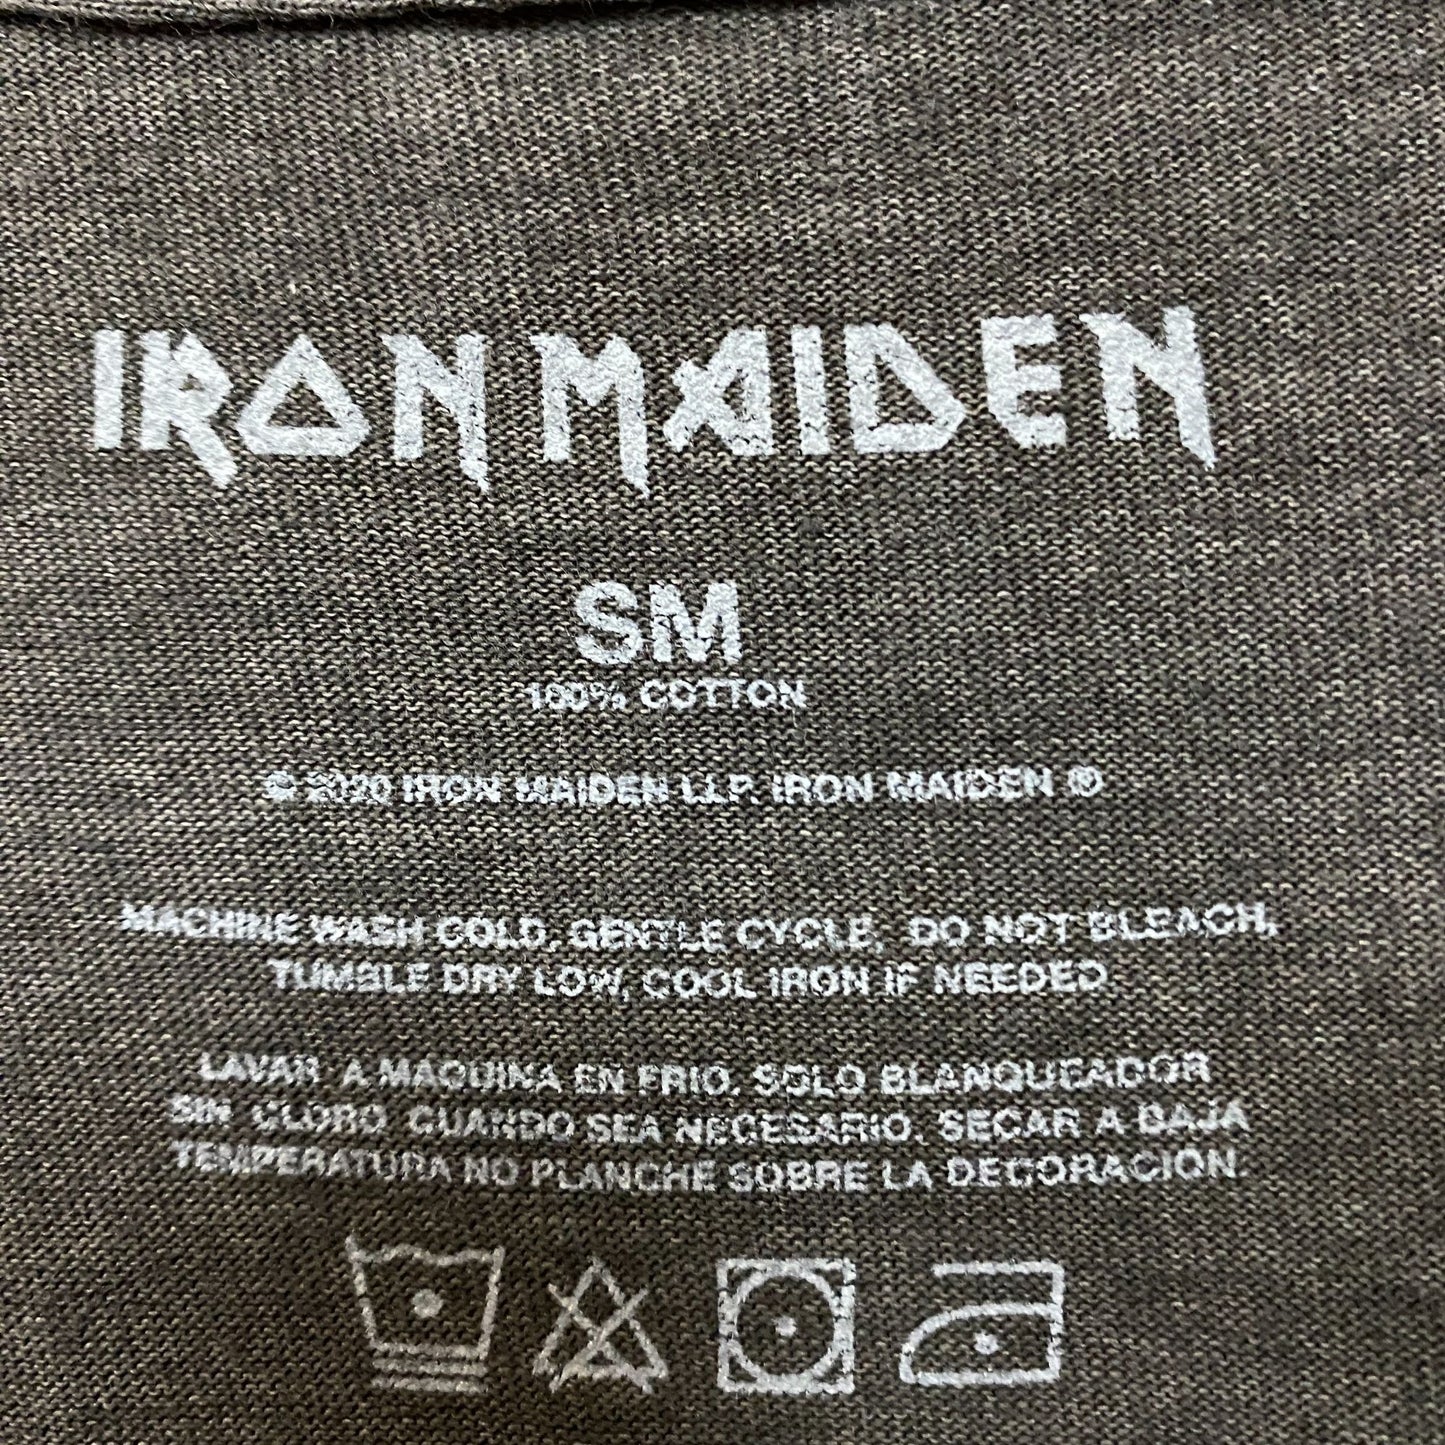 IRON MAIDEN
SM
100% COTTON
© 2020 IRON MAIDEN LLP. IRON MAIDEN ®
MACHINE WASH COLD, GENTLE CYCLE, DO NOT BLEACH,
TUMBLE DRY LOW, COOL IRON IF NEEDED
LAVAR A MAQUINA EN FRIO. SOLO BLANQUEADOR
SIN CLORO CUANDO SEA NECESARIO. SECAR A BAJA
TEMPERATURA NO PLANCHE SOBRE LA DECORACIÓN.